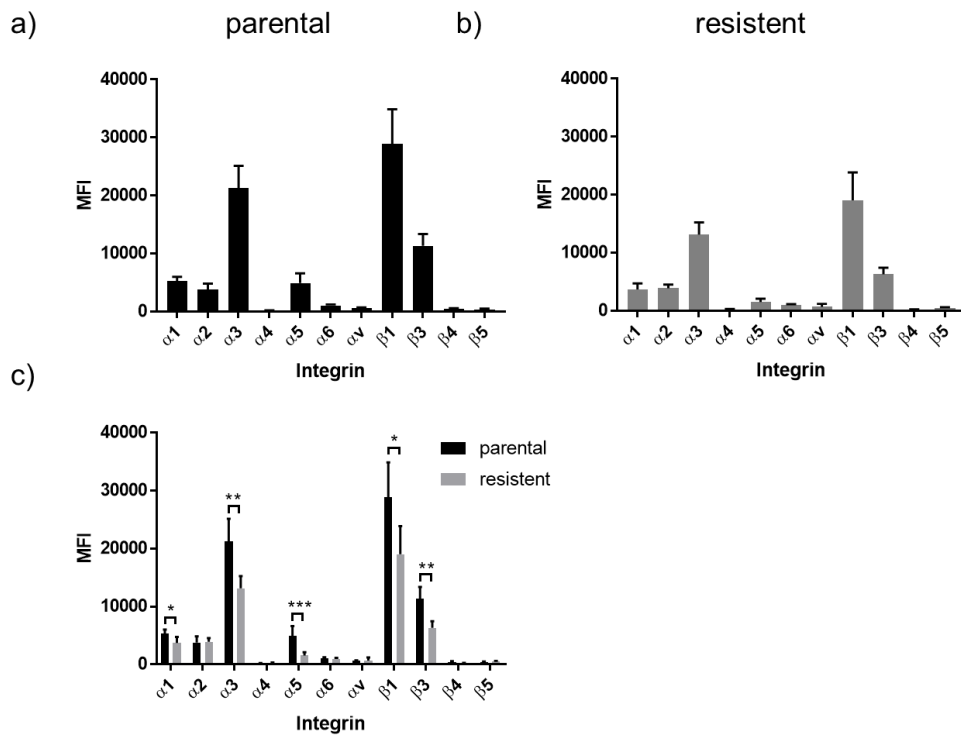 a) parental
b) resistent
40000
30000
20000
10000
0
MFI
α1 α2 α3 α4 α5 α6 αv β1 β3 β4 β5
Integrin
40000
30000
20000
10000
0
MFI
α1 α2 α3 α4 α5 α6 αv β1 β3 β4 β5
Integrin
c)
40000
30000
20000
10000
0
MFI
* ** *** * **
parental
resistent
α1 α2 α3 α4 α5 α6 αv β1 β3 β4 β5
Integrin